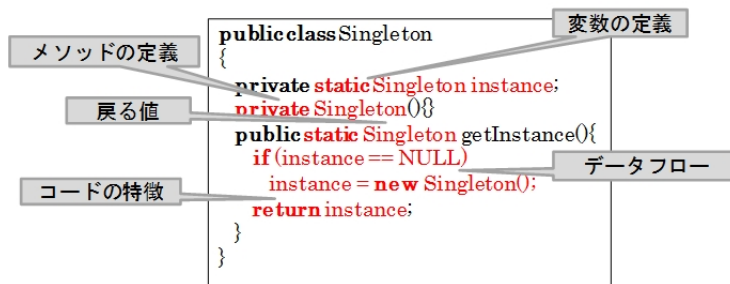 public class Singleton
変数の定義
メソッドの定義
{
private static Singleton instance;
private Singleton(){}
戻る値
public static Singleton getInstance(){
if (instance == NULL)
データフロー
instance = new Singleton();
コードの特徴
return instance;
}
}